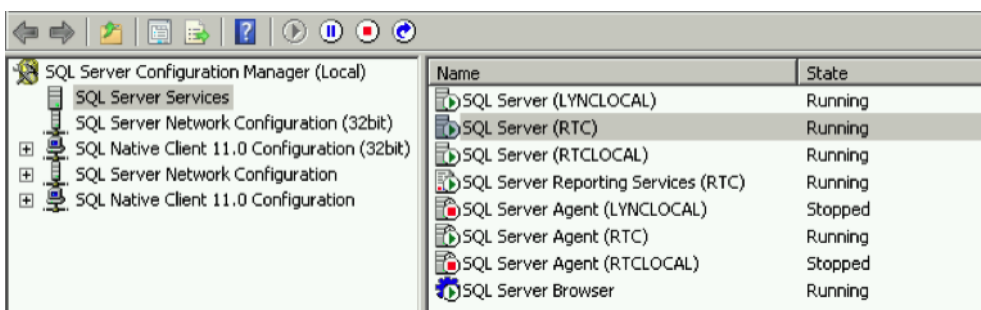 SQL Server Configuration Manager (Local)
SQL Server Services
SQL Server Network Configuration (32bit)
SQL Native Client 11.0 Configuration (32bit)
SQL Server Network Configuration
SQL Native Client 11.0 Configuration
Name State
SQL Server (LYNCLOCAL) Running
SQL Server (RTC) Running
SQL Server (RTCLOCAL) Running
SQL Server Reporting Services (RTC) Running
SQL Server Agent (LYNCLOCAL) Stopped
SQL Server Agent (RTC) Running
SQL Server Agent (RTCLOCAL) Stopped
SQL Server Browser Running